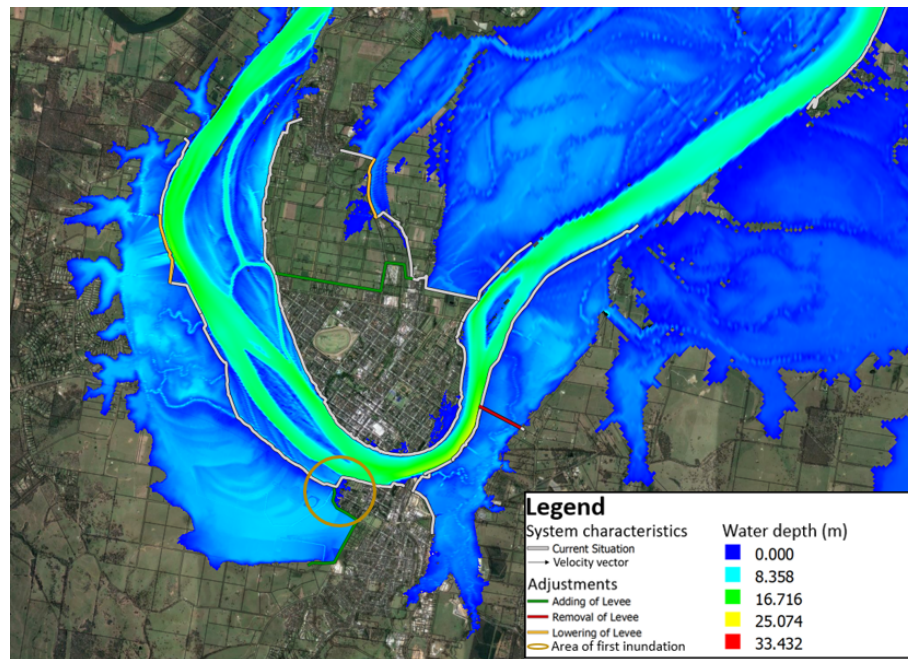 Legend
System characteristics
Current Situation
Velocity vector
Adjustments
Adding of Levee
Removal of Levee
Lowering of Levee
Area of first inundation
Water depth (m)
0.000
8.358
16.716
25.074
33.432